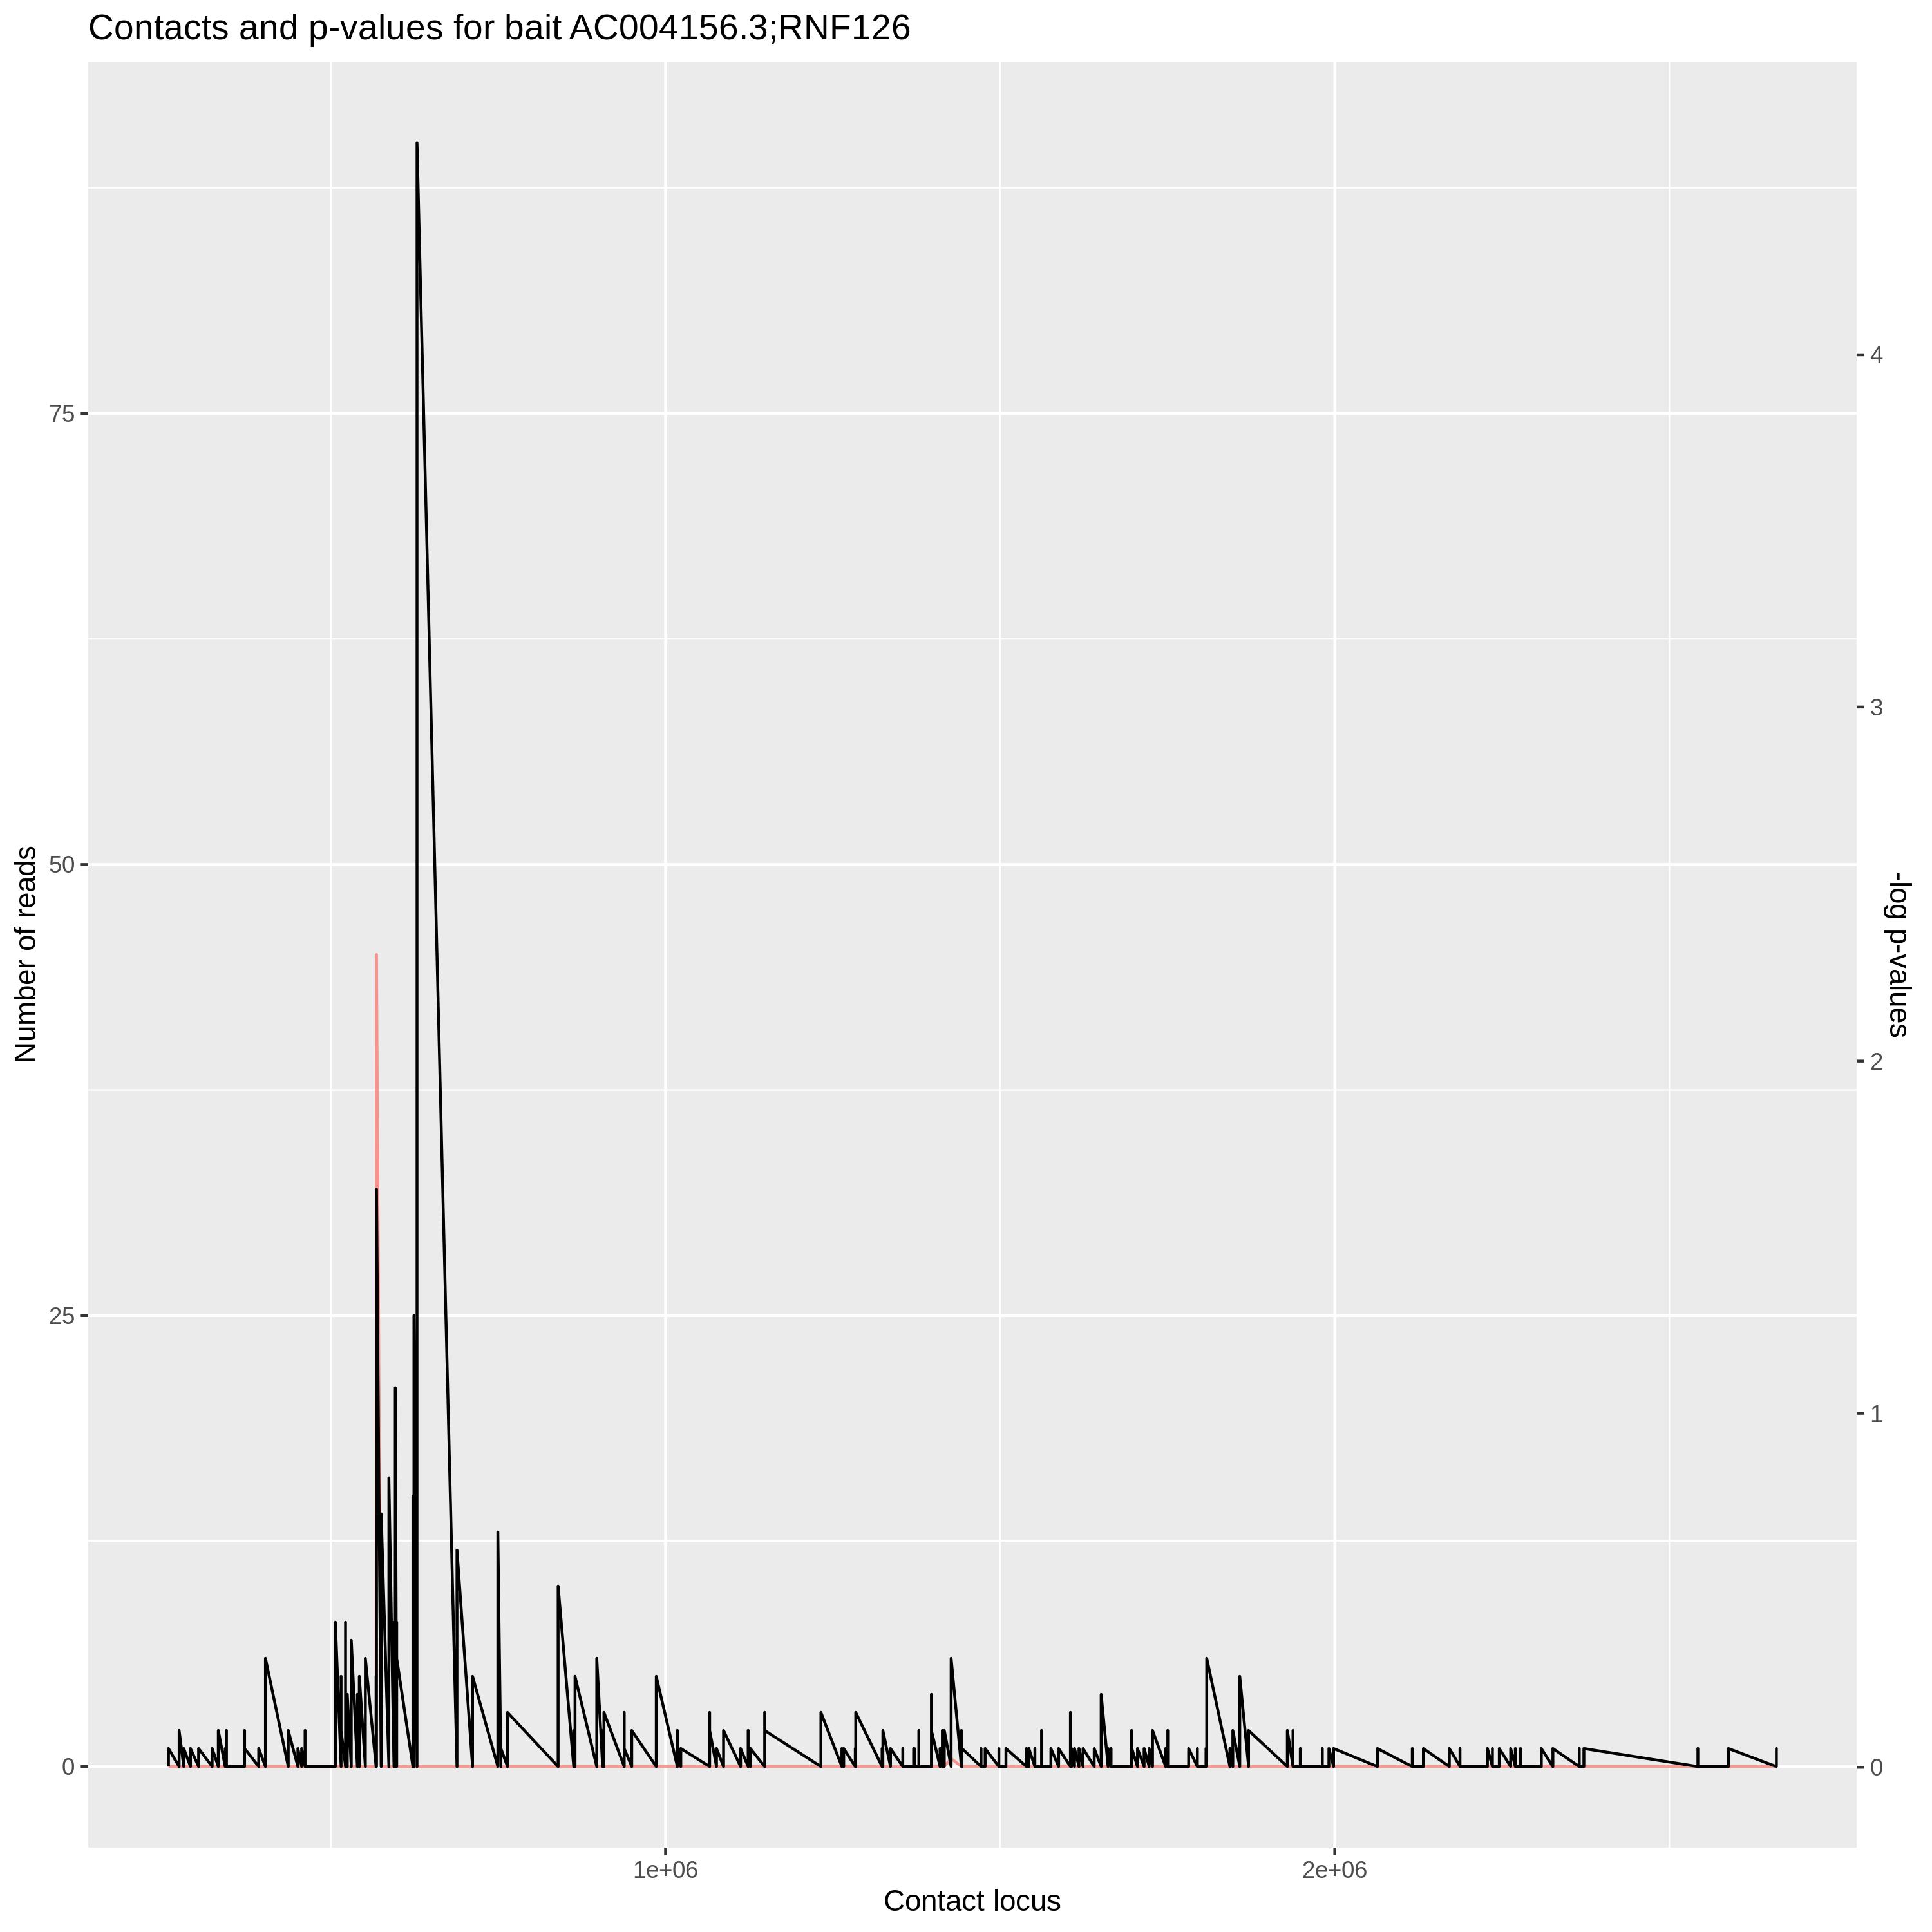 Contacts and p-values for bait AC004156.3;RNF126
75
50
25
0
Number of reads
4
3
2
1
0
-log p-values
1e+06
2e+06
Contact locus